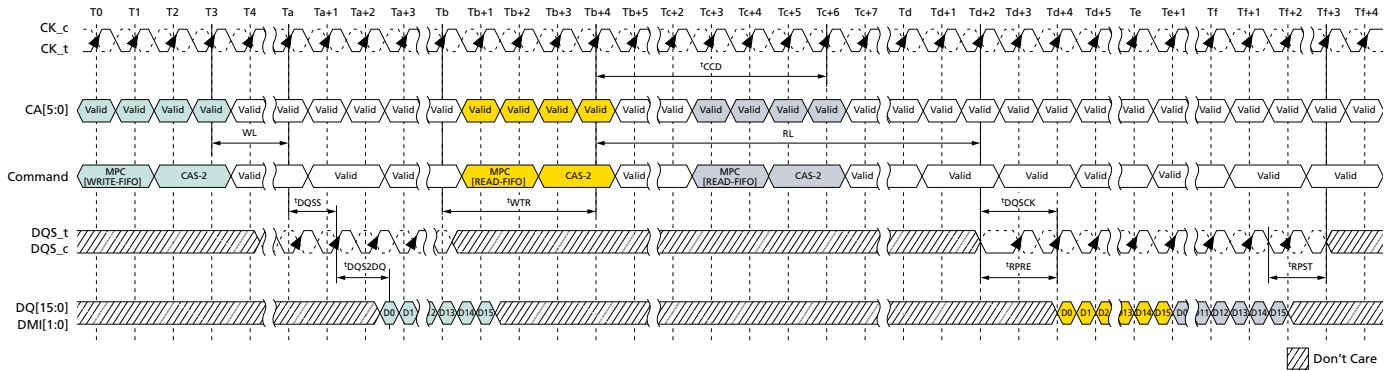 T0 T1 T2 T3 Ta Ta+1 Ta+2 Ta+3 Tb Tb+1 Tb+2 Tb+3 Tb+4 Tb+5 Tc+2 Tc+3 Tc+4 Tc+5 Tc+6 Tc+7 Td Td+1 Td+2 Td+3 Td+4 Td+5 Te Te+1 Tf Tf+1 Tf+2 Tf+3 Tf+4
CK_c
CK_t
tCCD
CA[5:0] Valid Valid Valid Valid Valid Valid Valid Valid Valid Valid Valid Valid Valid Valid Valid Valid Valid Valid Valid Valid Valid Valid Valid Valid Valid Valid Valid Valid Valid Valid Valid Valid Valid
WL RL
Command MPC [WRITE-FIFO] CAS-2 Valid Valid Valid MPC [READ-FIFO] CAS-2 Valid MPC [READ-FIFO] CAS-2 Valid Valid Valid Valid Valid Valid Valid
tDQSS tWTR tDQSCK
DQS_t
DQS_c
tDQS2DQ tRPRE tRPST
DQ[15:0]
DMI[1:0]
D0 D1 2 D13 D14 D15 D0 D1 D2 D13 D14 D15 D0 D11 D12 D13 D14 D15
Don't Care